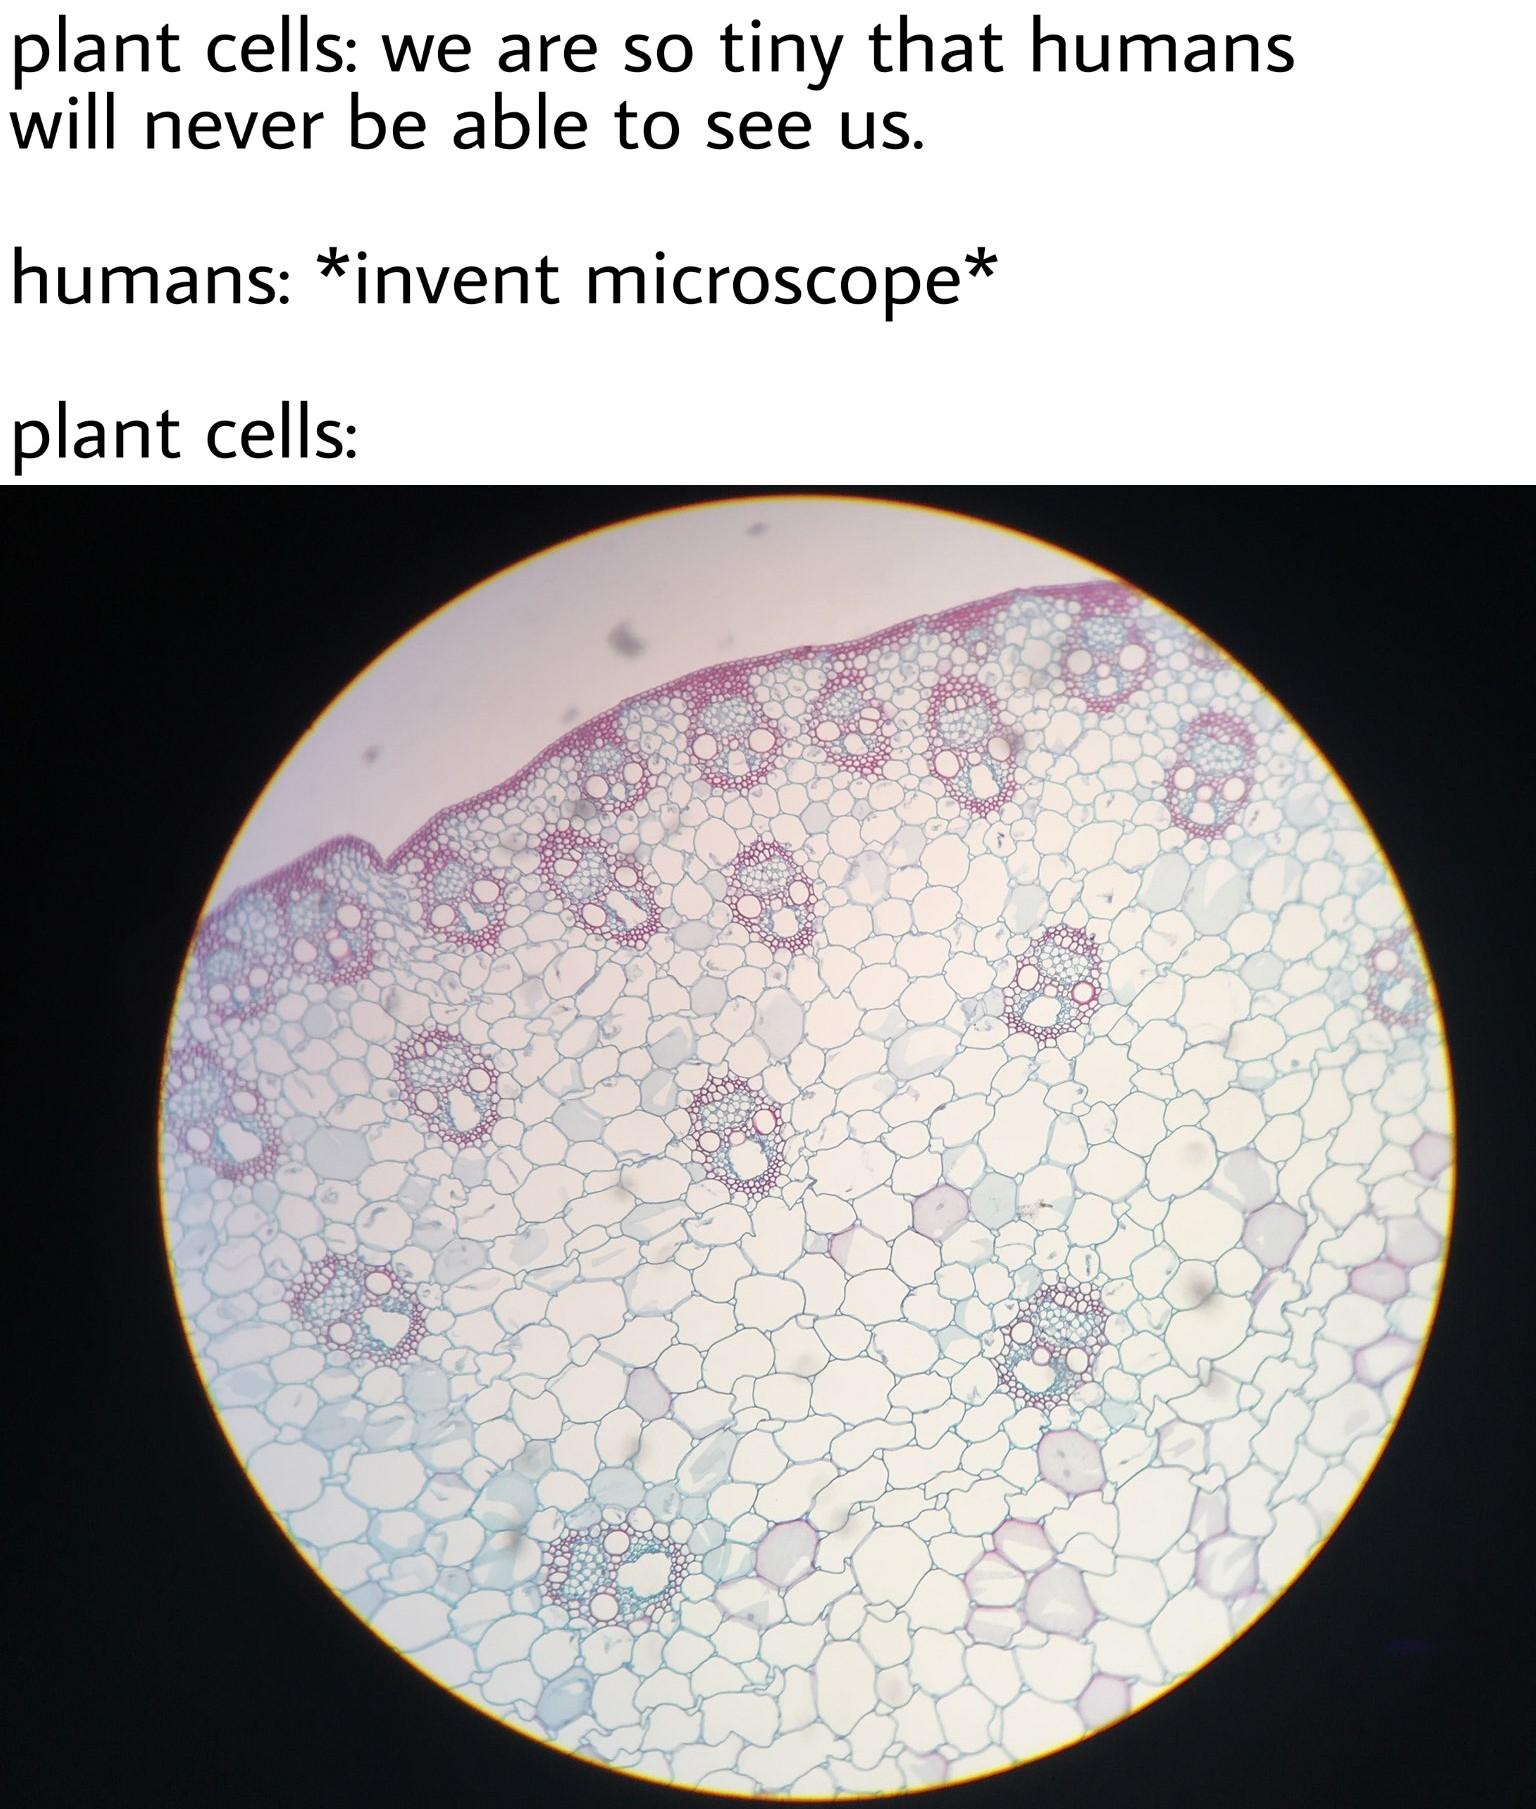 plant cells: we are so tiny that humans
will never be able to see us.
humans: *invent microscope*
plant cells: